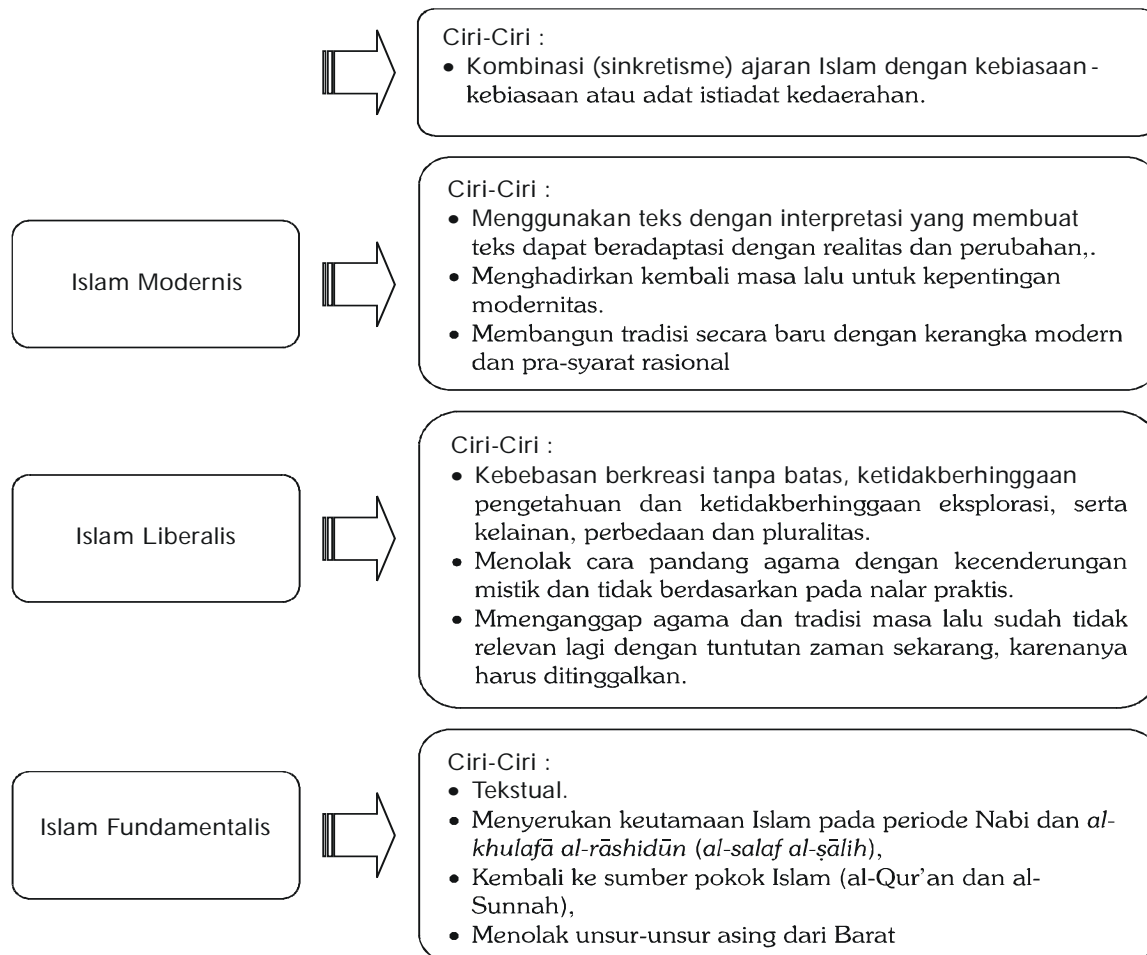 Ciri-Ciri :
• Kombinasi (sinkretisme) ajaran Islam dengan kebiasaan-
kebiasaan atau adat istiadat kedaerahan.
Islam Modernis
Ciri-Ciri :
• Menggunakan teks dengan interpretasi yang membuat
teks dapat beradaptasi dengan realitas dan perubahan,.
• Menghadirkan kembali masa lalu untuk kepentingan
modernitas.
• Membangun tradisi secara baru dengan kerangka modern
dan pra-syarat rasional
Islam Liberalis
Ciri-Ciri :
• Kebebasan berkreasi tanpa batas, ketidakberhinggaan
pengetahuan dan ketidakberhinggaan eksplorasi, serta
kelainan, perbedaan dan pluralitas.
• Menolak cara pandang agama dengan kecenderungan
mistik dan tidak berdasarkan pada nalar praktis.
• Mmenganggap agama dan tradisi masa lalu sudah tidak
relevan lagi dengan tuntutan zaman sekarang, karenanya
harus ditinggalkan.
Islam Fundamentalis
Ciri-Ciri :
• Tekstual.
• Menyerukan keutamaan Islam pada periode Nabi dan al-
khulafā al-rāshidūn (al-salaf al-ṣālih),
• Kembali ke sumber pokok Islam (al-Qur'an dan al-
Sunnah),
• Menolak unsur-unsur asing dari Barat